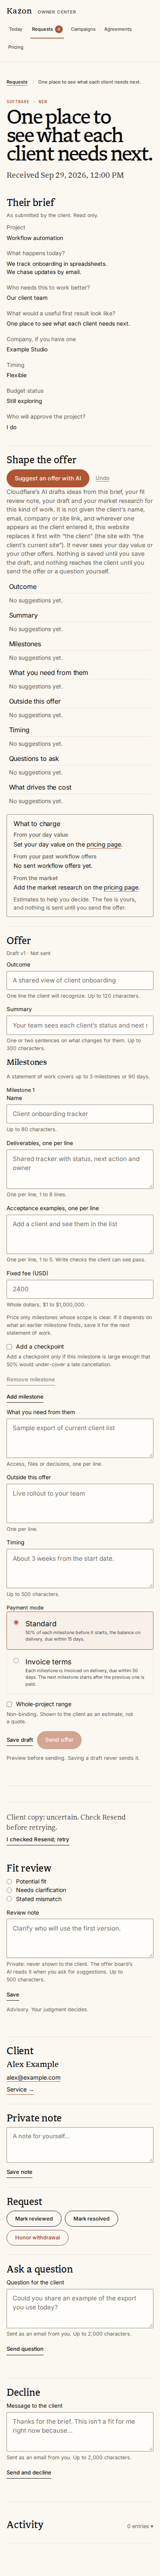 Kazon OWNER CENTER
Today Requests 4 Campaigns Agreements
Pricing
Requests One place to see what each client needs next.
SOFTWARE · NEW
One place to
see what each
client needs next.
Received Sep 29, 2026, 12:00 PM
Their brief
As submitted by the client. Read only.
Project
Workflow automation
What happens today?
We track onboarding in spreadsheets.
We chase updates by email.
Who needs this to work better?
Our client team
What would a useful first result look like?
One place to see what each client needs next.
Company, if you have one
Example Studio
Timing
Flexible
Budget status
Still exploring
Who will approve the project?
I do
Shape the offer
Suggest an offer with AI Undo
Cloudflare's AI drafts ideas from this brief, your fit
review note, your draft and your market research
for this kind of work. It is not given the client's name,
email, company or site link, and wherever one
appears as the client entered it, this website
replaces it first with "the client" (the site with "the
client's current site"). It never sees your day value or
your other offers. Nothing is saved until you save
the draft, and nothing reaches the client until you
send the offer or a question yourself.
Outcome
No suggestions yet.
Summary
No suggestions yet.
Milestones
No suggestions yet.
What you need from them
No suggestions yet.
Outside this offer
No suggestions yet.
Timing
No suggestions yet.
Questions to ask
No suggestions yet.
What drives the cost
No suggestions yet.
What to charge
From your day value
Set your day value on the pricing page.
From your past workflow offers
No sent workflow offers yet.
From the market
Add the market research on the pricing page.
Estimates to help you decide. The fee is yours,
and nothing is sent until you send the offer.
Offer
Draft v1 · Not sent
Outcome
A shared view of client onboarding
One line the client will recognize. Up to 120 characters.
Summary
Your team sees each client's status and next
One or two sentences on what changes for them. Up to
300 characters.
Milestones
A statement of work covers up to 3 milestones or 90 days.
Milestone 1
Name
Client onboarding tracker
Up to 80 characters.
Deliverables, one per line
Shared tracker with status, next action and
owner
One per line, 1 to 8 lines.
Acceptance examples, one per line
Add a client and see them in the list
One per line, 1 to 5. Write checks the client can see pass.
Fixed fee (USD)
2400
Whole dollars, $1 to $1,000,000.
Price only milestones whose scope is clear. If it depends on
what an earlier milestone finds, save it for the next
statement of work.
Add a checkpoint
Add a checkpoint only if this milestone is large enough that
50% would under-cover a late cancellation.
Remove milestone
Add milestone
What you need from them
Sample export of current client list
Access, files or decisions, one per line.
Outside this offer
Live rollout to your team
One per line.
Timing
About 3 weeks from the start date.
Up to 500 characters.
Payment mode
Standard
50% of each milestone before it starts, the balance on
delivery, due within 15 days.
Invoice terms
Each milestone is invoiced on delivery, due within 30
days. The next milestone starts after the previous one is
paid.
Whole-project range
Non-binding. Shown to the client as an estimate, not
a quote.
Save draft Send offer
Preview before sending. Saving a draft never sends it.
Client copy: uncertain. Check Resend
before retrying.
I checked Resend; retry
Fit review
Potential fit
Needs clarification
Stated mismatch
Review note
Clarify who will use the first version.
Private: never shown to the client. The offer board's
AI reads it when you ask for suggestions. Up to
500 characters.
Save
Advisory. Your judgment decides.
Client
Alex Example
alex@example.com
Service →
Private note
A note for yourself...
Save note
Request
Mark reviewed Mark resolved
Honor withdrawal
Ask a question
Question for the client
Could you share an example of the export
you use today?
Sent as an email from you. Up to 2,000 characters.
Send question
Decline
Message to the client
Thanks for the brief. This isn't a fit for me
right now because...
Sent as an email from you. Up to 2,000 characters.
Send and decline
Activity 0 entries